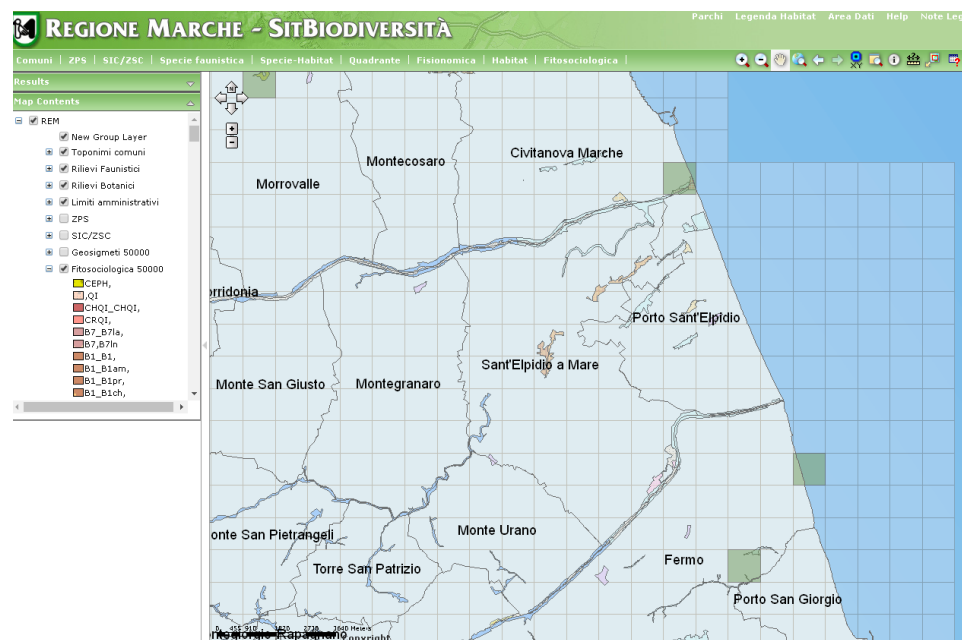 REGIONE MARCHE - SITBIODIVERSITÀ
Parchi Legenda Habitat Area Dati Help Note Leg
Comuni | ZPS | SIC/ZSC | Specie faunistica | Specie-Habitat | Quadrante | Fisionomica | Habitat | Fitosociologica |
Results
Map Contents
REM
New Group Layer
Toponimi comuni
Rilievi Faunistici
Rilievi Botanici
Limiti amministrativi
ZPS
SIC/ZSC
Geosigmeti 50000
Fitosociologica 50000
CEPH,
,QI
CHQI_CHQI,
CRQI,
B7_B7la,
B7,B7ln
B1_B1,
B1_B1am,
B1_B1pr,
B1_B1ch,
N
Civitanova Marche
Montecosaro
Morrovalle
orridonia
Porto Sant'Elpidio
Sant'Elpidio a Mare
Monte San Giusto
Montegranaro
Monte Urano
onte San Pietrangeli
Fermo
Torre San Patrizio
Porto San Giorgio